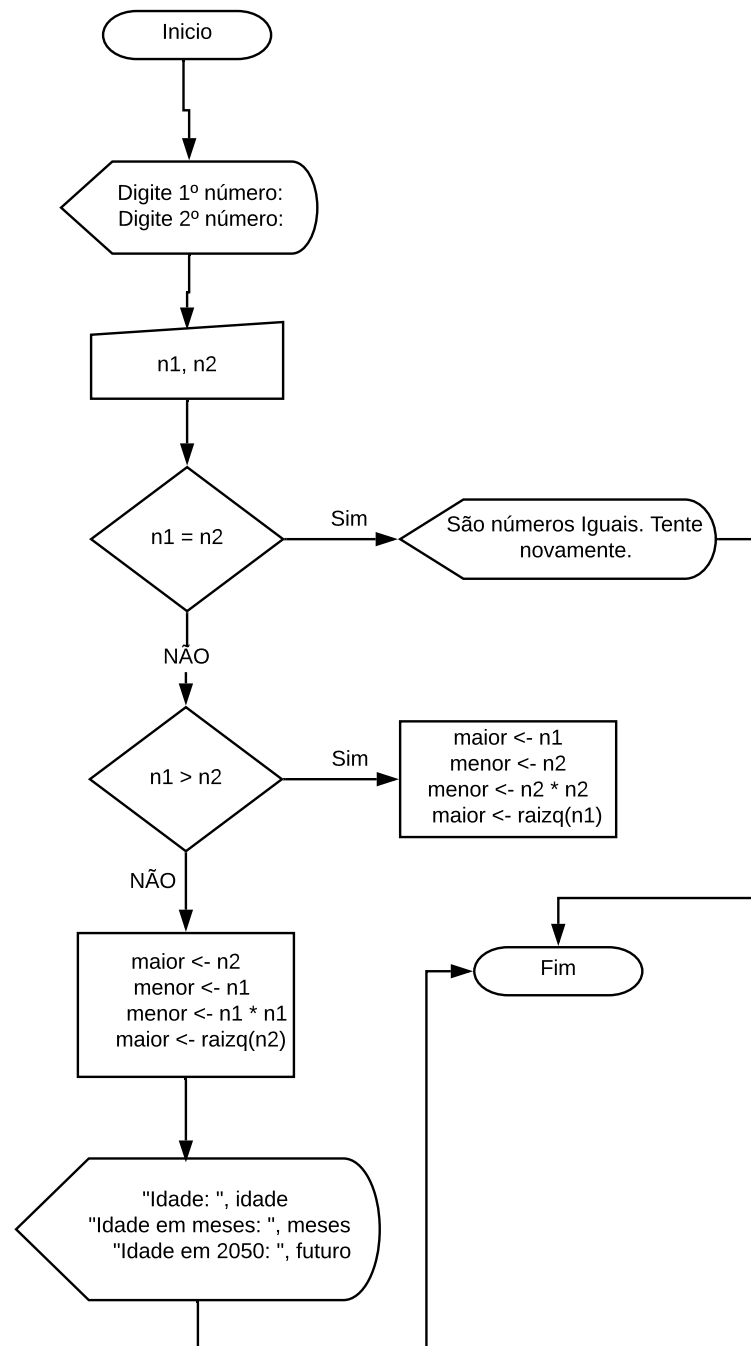 Inicio
Digite 1º número:
Digite 2º número:
n1, n2
n1 = n2
Sim
São números Iguais. Tente
novamente.
NÃO
n1 > n2
Sim
maior <- n1
menor <- n2
menor <- n2 * n2
maior <- raizq(n1)
NÃO
maior <- n2
menor <- n1
menor <- n1 * n1
maior <- raizq(n2)
Fim
"Idade: ", idade
"Idade em meses: ", meses
"Idade em 2050: ", futuro